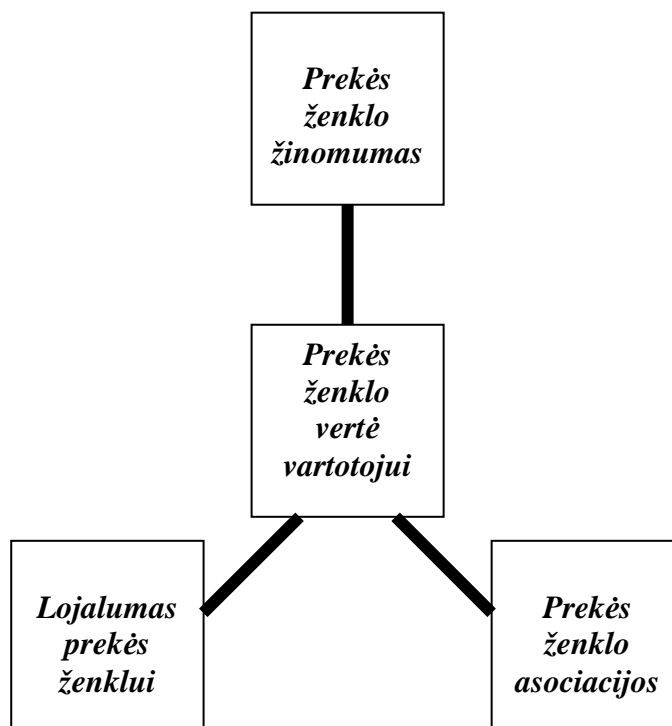 Prekės
ženklo
žinomumas
Prekės
ženklo
vertė
vartotojui
Lojalumas
prekės
ženklui
Prekės
ženklo
asociacijos